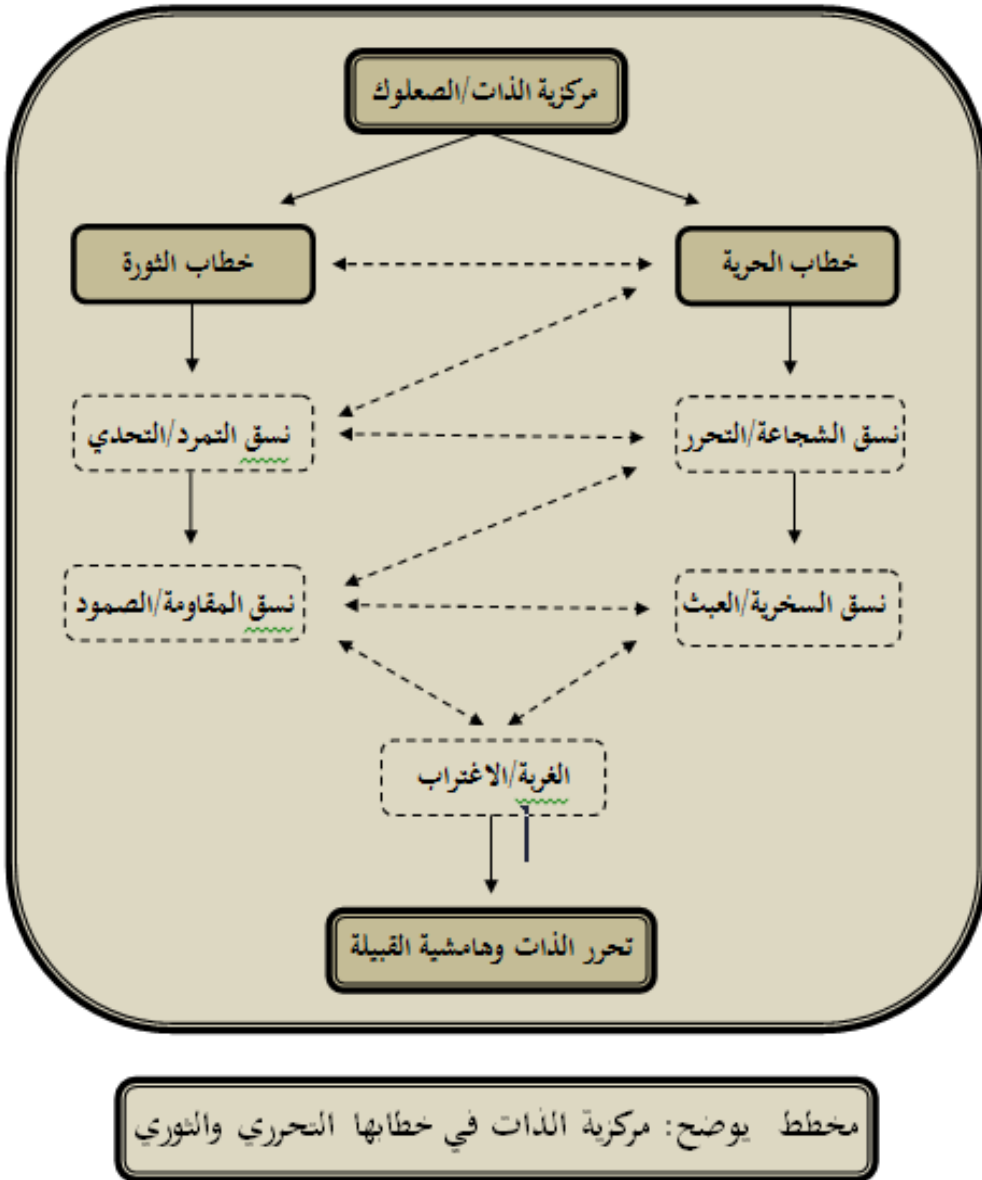 مركزية الذات/الصعلوك
خطاب الحرية
خطاب الثورة
نسق الشجاعة/التحرر
نسق التمرد/التحدي
نسق السخرية/العبث
نسق المقاومة/الصمود
الغربة/الاغتراب
تحرر الذات وهامشية القبيلة
مخطط يوضح: مركزية الذات في خطابها التحرري والثوري